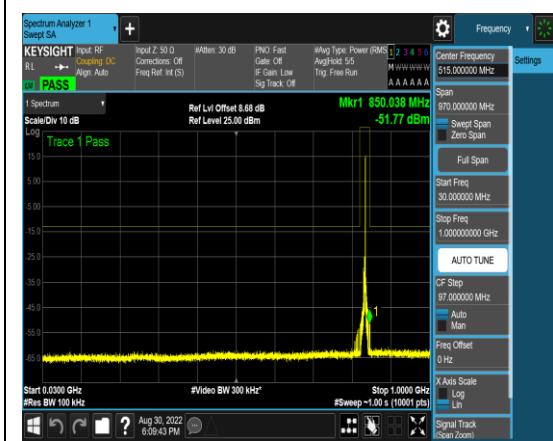 Spectrum Analyzer 1
Swept SA
+
Frequency
KEYSIGHT
RL
PASS
Input: RF
Coupling: DC
Align: Auto
Input Z: 50 Ω
Corrections: Off
Freq Ref: Int (S)
#Atten: 30 dB
PNO: Fast
Gate: Off
IF Gain: Low
Sig Track: Off
#Avg Type: Power (RMS
Avg|Hold: 5/5
Trig: Free Run
1 2 3 4 5 6
M W W W W W
A A A A A A
1 Spectrum
Scale/Div 10 dB
Log
Ref Lvl Offset 8.68 dB
Ref Level 25.00 dBm
Mkr1 850.038 MHz
-51.77 dBm
Trace 1 Pass
15.0
5.00
-5.00
-15.0
-25.0
-35.0
-45.0
-55.0
-65.0
1
Start 0.0300 GHz
#Res BW 100 kHz
#Video BW 300 kHz*
Stop 1.0000 GHz
#Sweep ~1.00 s (10001 pts)
?
Aug 30, 2022
6:09:43 PM
Center Frequency
515.000000 MHz
Settings
Span
970.000000 MHz
Swept Span
Zero Span
Full Span
Start Freq
30.000000 MHz
Stop Freq
1.000000000 GHz
AUTO TUNE
CF Step
97.000000 MHz
Auto
Man
Freq Offset
0 Hz
X Axis Scale
Log
Lin
Signal Track
(Span Zoom)